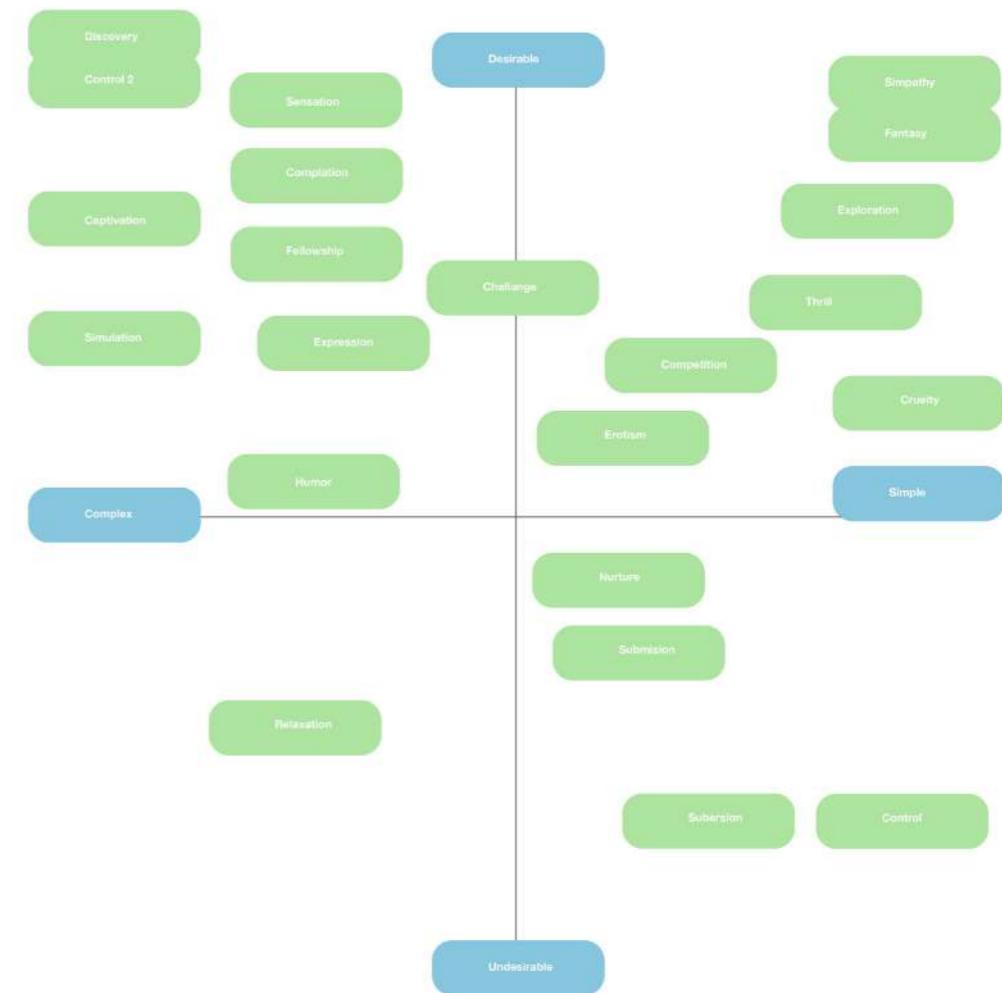 Discovery
Desirable
Control 2
Simpathy
Sensation
Fantasy
Complation
Exploration
Captivation
Fellowship
Challange
Thrill
Simulation
Expression
Competition
Cruelty
Erotism
Humor
Simple
Complex
Nurture
Submision
Relaxation
Subersion
Control
Undesirable